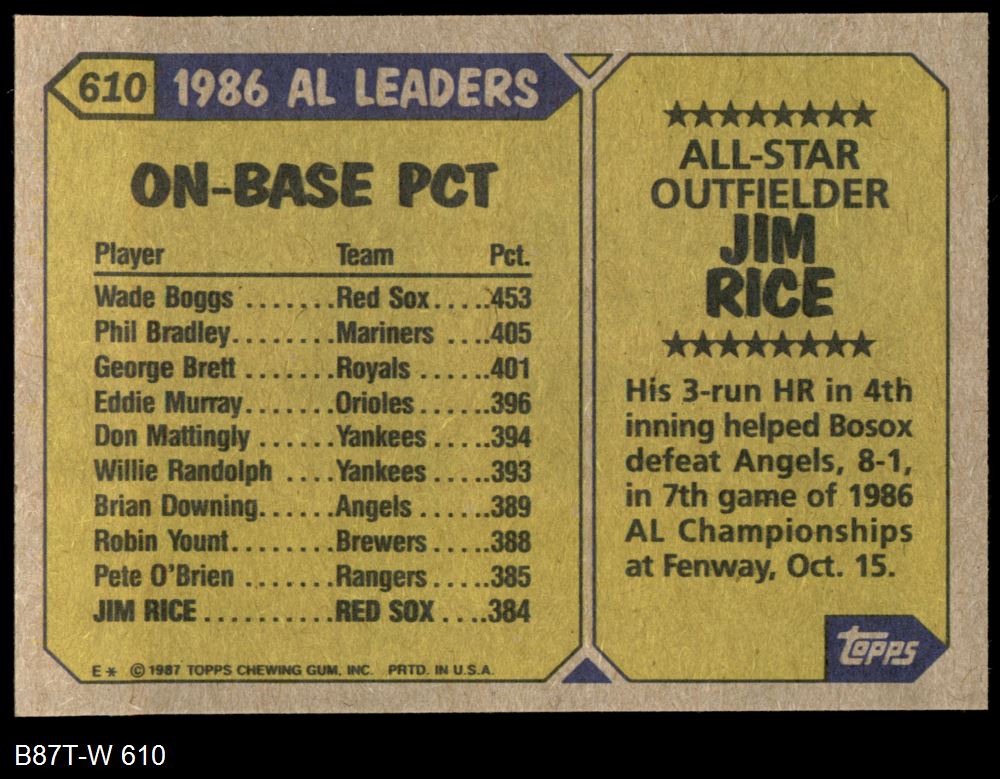 610 1986 AL LEADERS
ON-BASE PCT
Player Team Pct.
Wade Boggs .......Red Sox.....453
Phil Bradley........Mariners ....405
George Brett .......Royals ......401
Eddie Murray.......Orioles ......396
Don Mattingly ......Yankees .....394
Willie Randolph ....Yankees .....393
Brian Downing......Angels ......389
Robin Yount........Brewers .....388
Pete O'Brien .......Rangers.....385
JIM RICE ..........RED SOX ....384
E* © 1987 TOPPS CHEWING GUM, INC. PRTD. IN U.S.A.
★★★★★★★★
ALL-STAR
OUTFIELDER
JIM
RICE
★★★★★★★★
His 3-run HR in 4th
inning helped Bosox
defeat Angels, 8-1,
in 7th game of 1986
AL Championships
at Fenway, Oct. 15.
topps
B87T-W 610